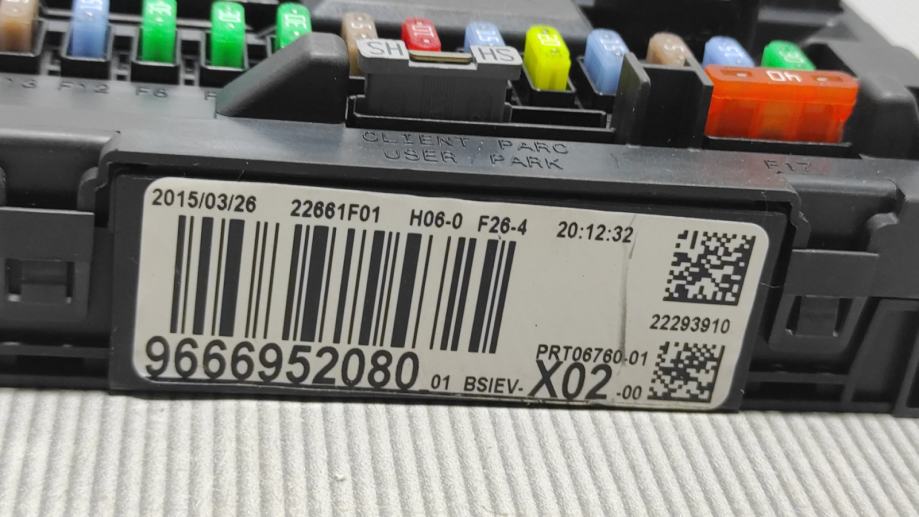 SH HS
40
F12 F8
CLIENT PARC
USER PARK
F17
2015/03/26 22661F01 H06-0 F26-4 20:12:32
22293910
PRT06760-01
9666952080 01 BSIEV- X02 -00